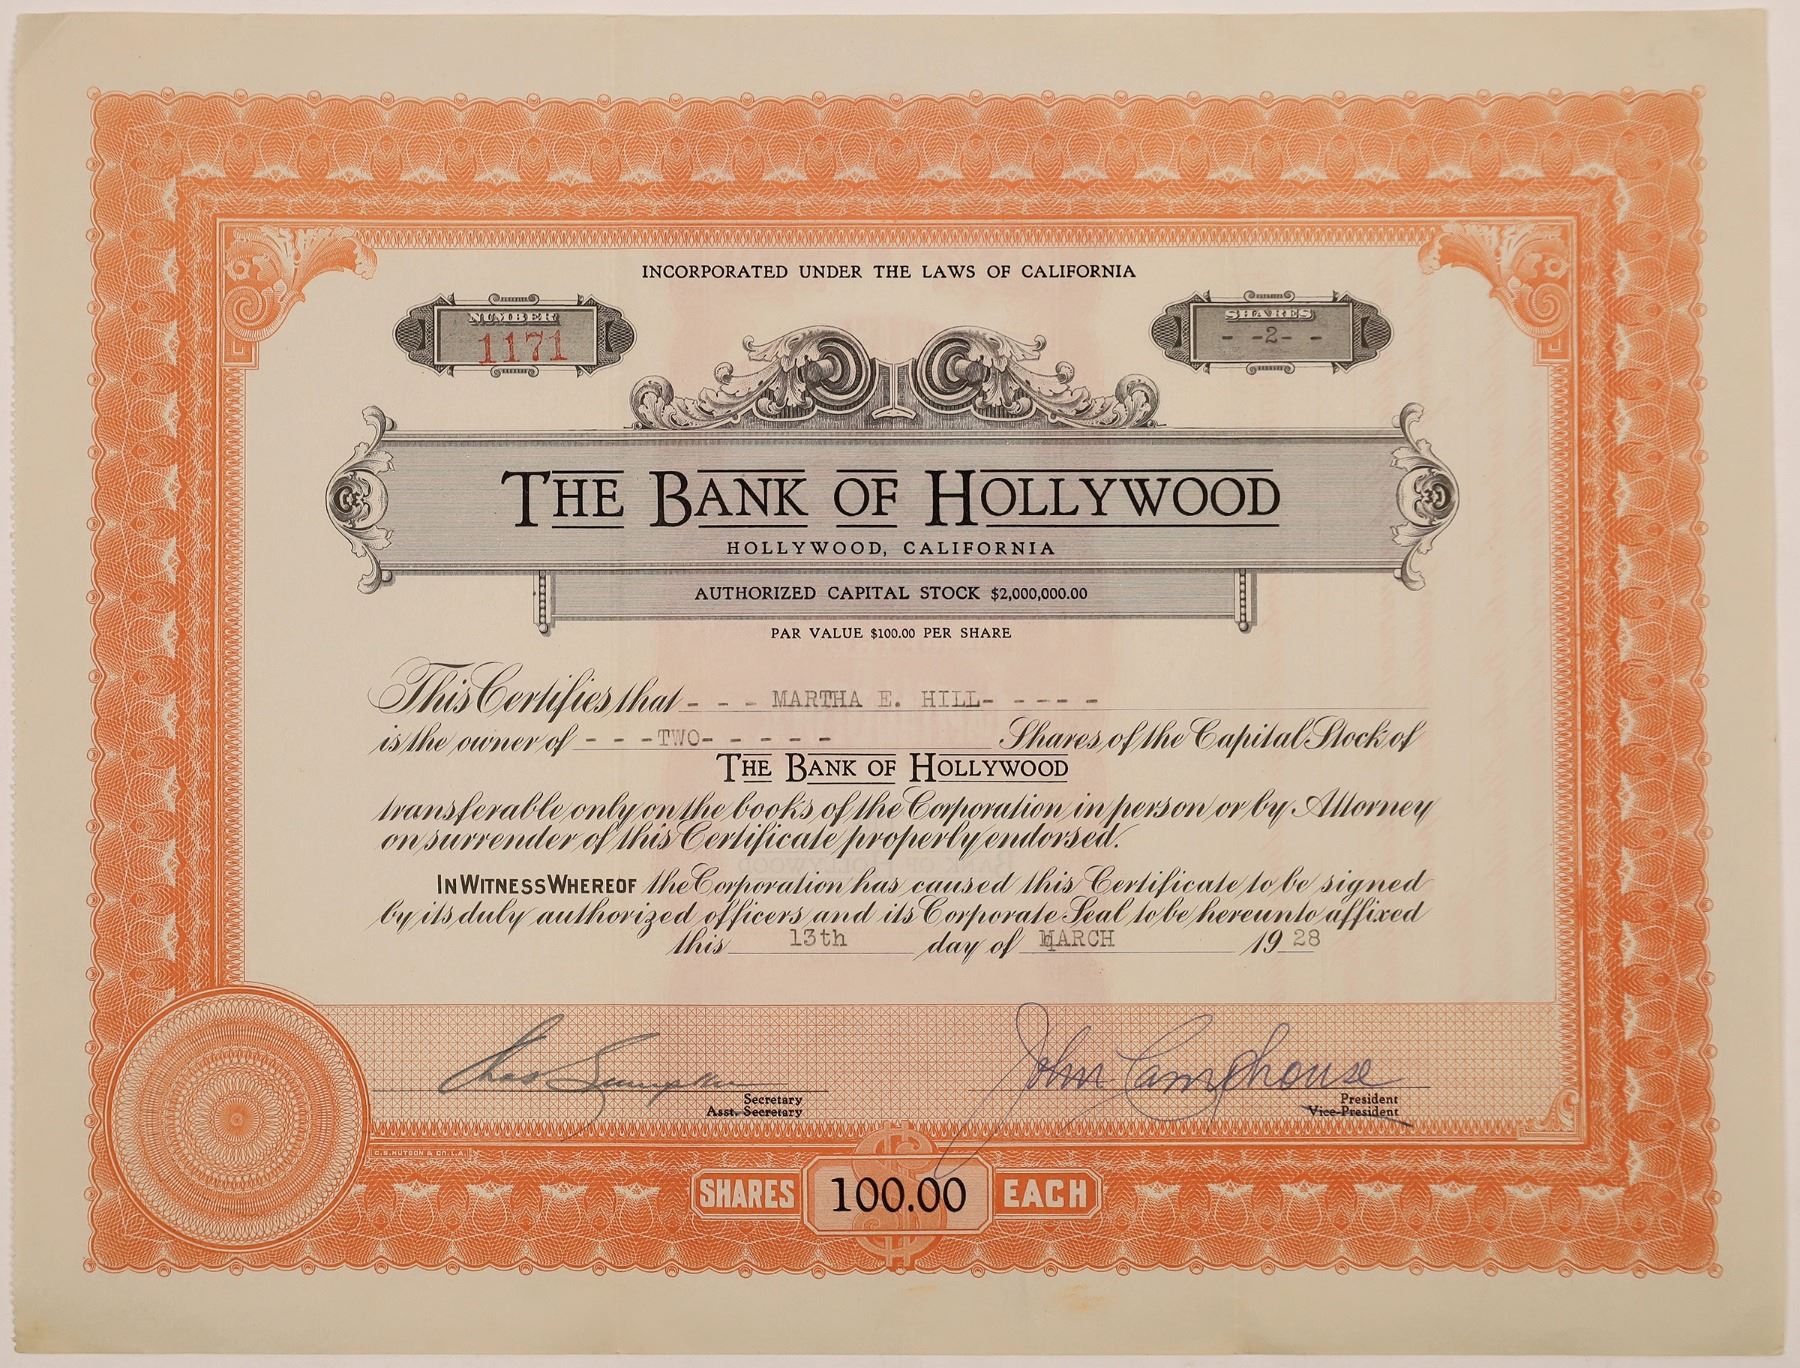 INCORPORATED UNDER THE LAWS OF CALIFORNIA
NUMBER
1171
SHARES
- -2- -
THE BANK OF HOLLYWOOD
HOLLYWOOD, CALIFORNIA
AUTHORIZED CAPITAL STOCK $2,000,000.00
PAR VALUE $100.00 PER SHARE
This Certifies that - - - MARTHA E. HILL- - - - -
is the owner of - - -TWO- - - - - Shares of the Capital Stock of
THE BANK OF HOLLYWOOD
transferable only on the books of the Corporation in person or by Attorney
on surrender of this Certificate properly endorsed.
IN WITNESS WHEREOF the Corporation has caused this Certificate to be signed
by its duly authorized officers and its Corporate Seal to be hereunto affixed
this 13th day of MARCH 19 28
Chas
John Camphouse
Secretary
Asst. Secretary
President
Vice-President
C.S. HUTSON & CO. L.A.
SHARES 100.00 EACH